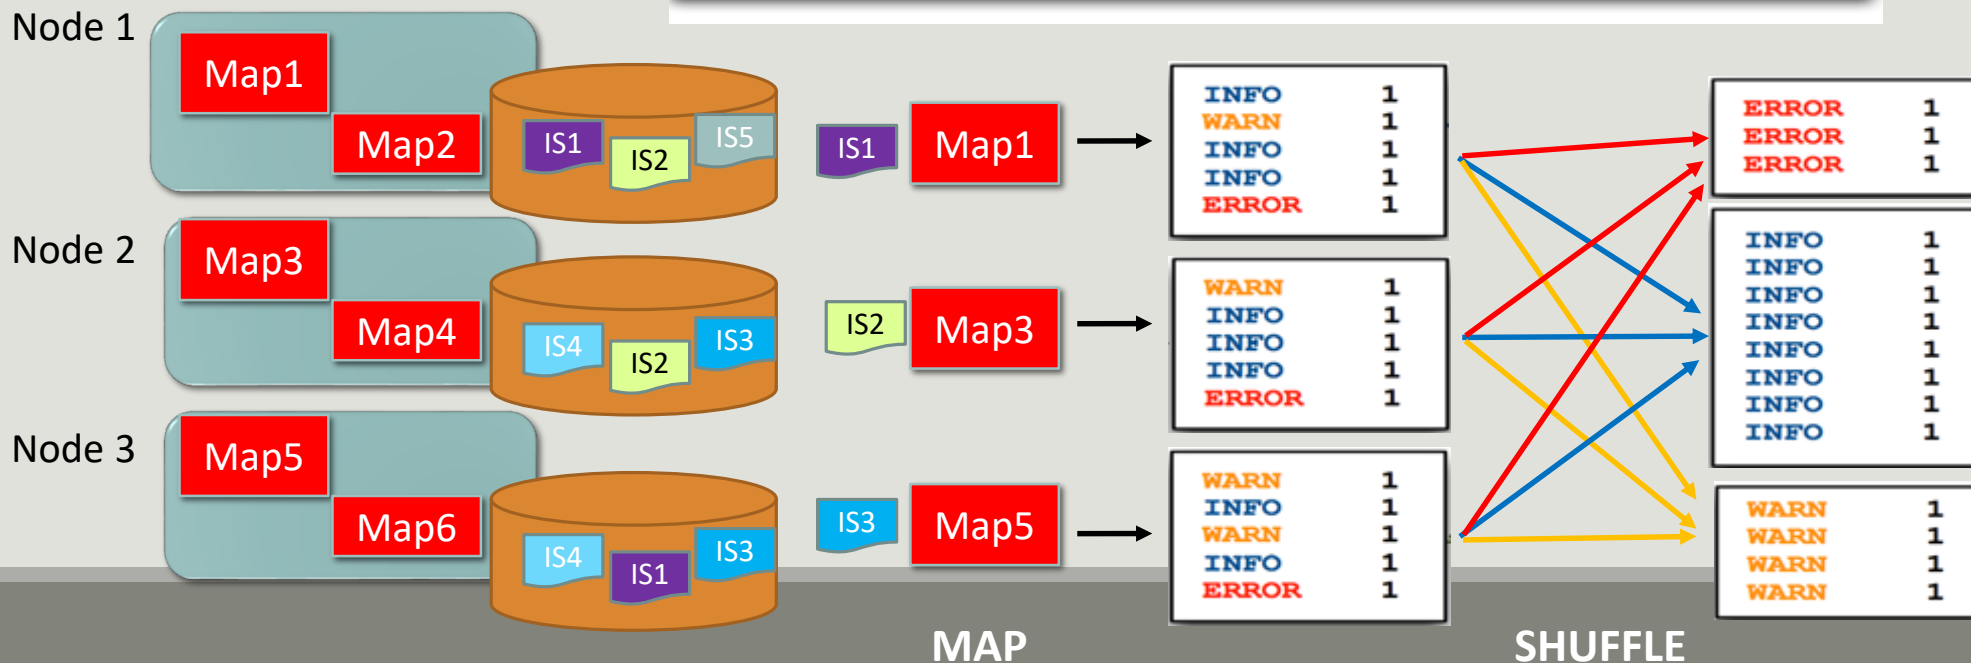 Node 1
Map1
Map2
IS1
IS2
IS5
Node 2
Map3
Map4
IS4
IS2
IS3
Node 3
Map5
Map6
IS4
IS1
IS3
IS1
Map1
IS2
Map3
IS3
Map5
INFO 1
WARN 1
INFO 1
INFO 1
ERROR 1
WARN 1
INFO 1
INFO 1
INFO 1
ERROR 1
WARN 1
INFO 1
WARN 1
INFO 1
ERROR 1
ERROR 1
ERROR 1
ERROR 1
INFO 1
INFO 1
INFO 1
INFO 1
INFO 1
INFO 1
INFO 1
INFO 1
WARN 1
WARN 1
WARN 1
WARN 1
MAP
SHUFFLE